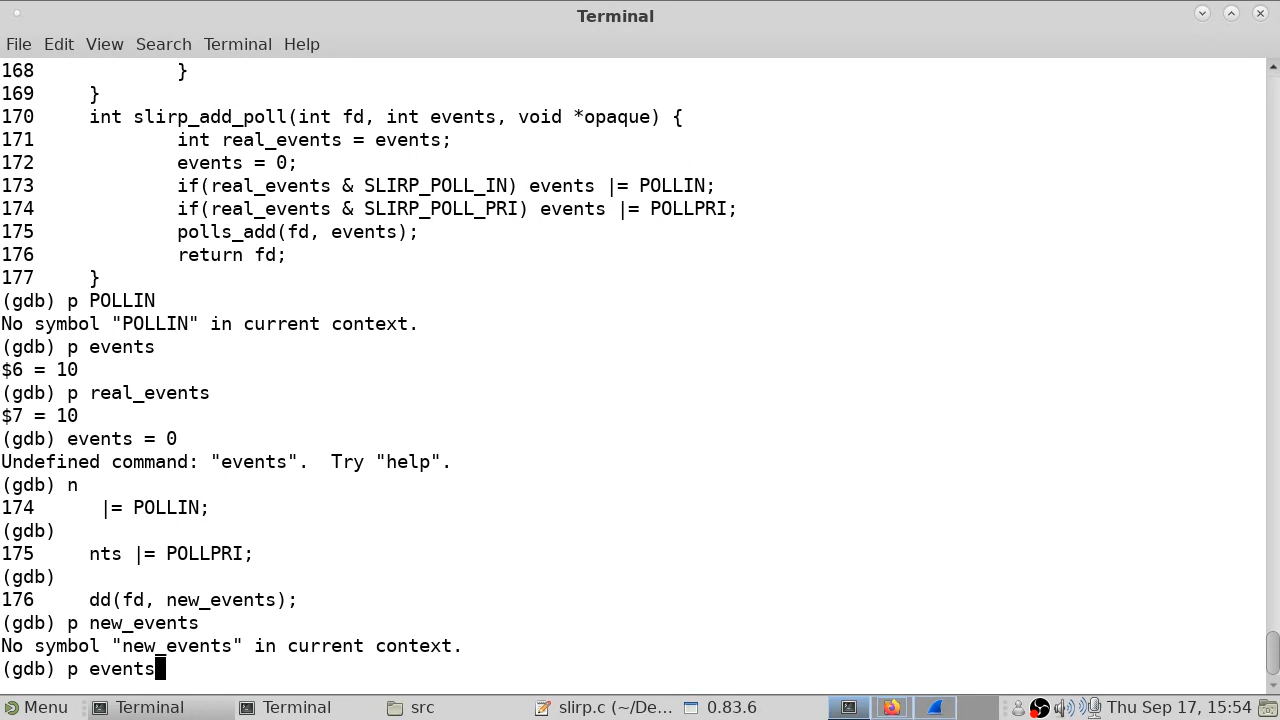 Terminal
File Edit View Search Terminal Help
168 }
169 }
170 int slirp_add_poll(int fd, int events, void *opaque) {
171 int real_events = events;
172 events = 0;
173 if(real_events & SLIRP_POLL_IN) events |= POLLIN;
174 if(real_events & SLIRP_POLL_PRI) events |= POLLPRI;
175 polls_add(fd, events);
176 return fd;
177 }
(gdb) p POLLIN
No symbol "POLLIN" in current context.
(gdb) p events
$6 = 10
(gdb) p real_events
$7 = 10
(gdb) events = 0
Undefined command: "events". Try "help".
(gdb) n
174 |= POLLIN;
(gdb)
175 nts |= POLLPRI;
(gdb)
176 dd(fd, new_events);
(gdb) p new_events
No symbol "new_events" in current context.
(gdb) p events
Menu Terminal Terminal src slirp.c (~/De... 0.83.6 Thu Sep 17, 15:54